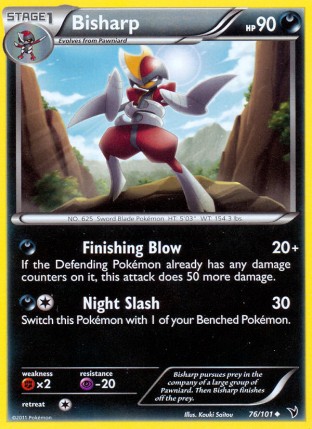 STAGE1
Bisharp
HP90
Evolves from Pawniard
NO. 625 Sword Blade Pokémon. HT. 5'03" WT. 154.3 lbs.
Finishing Blow 20+
If the Defending Pokémon already has any damage
counters on it, this attack does 50 more damage.
Night Slash 30
Switch this Pokémon with 1 of your Benched Pokémon.
weakness
×2
resistance
-20
retreat
Bisharp pursues prey in the
company of a large group of
Pawniard. Then Bisharp finishes
off the prey.
©2011 Pokémon
Illus. Kouki Saitou
76/101